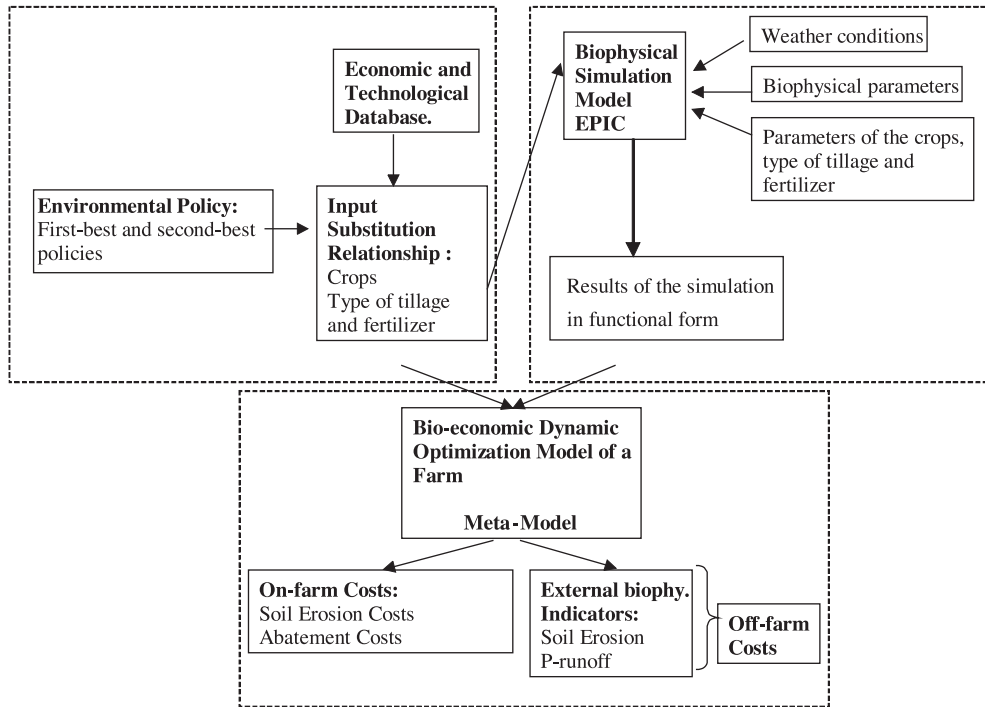 Economic and
Technological
Database.
Environmental Policy:
First-best and second-best
policies
Input
Substitution
Relationship :
Crops
Type of tillage
and fertilizer
Biophysical
Simulation
Model
EPIC
Weather conditions
Biophysical parameters
Parameters of the crops,
type of tillage and
fertilizer
Results of the simulation
in functional form
Bio-economic Dynamic
Optimization Model of a
Farm
Meta-Model
On-farm Costs:
Soil Erosion Costs
Abatement Costs
External biophy.
Indicators:
Soil Erosion
P-runoff
Off-farm
Costs